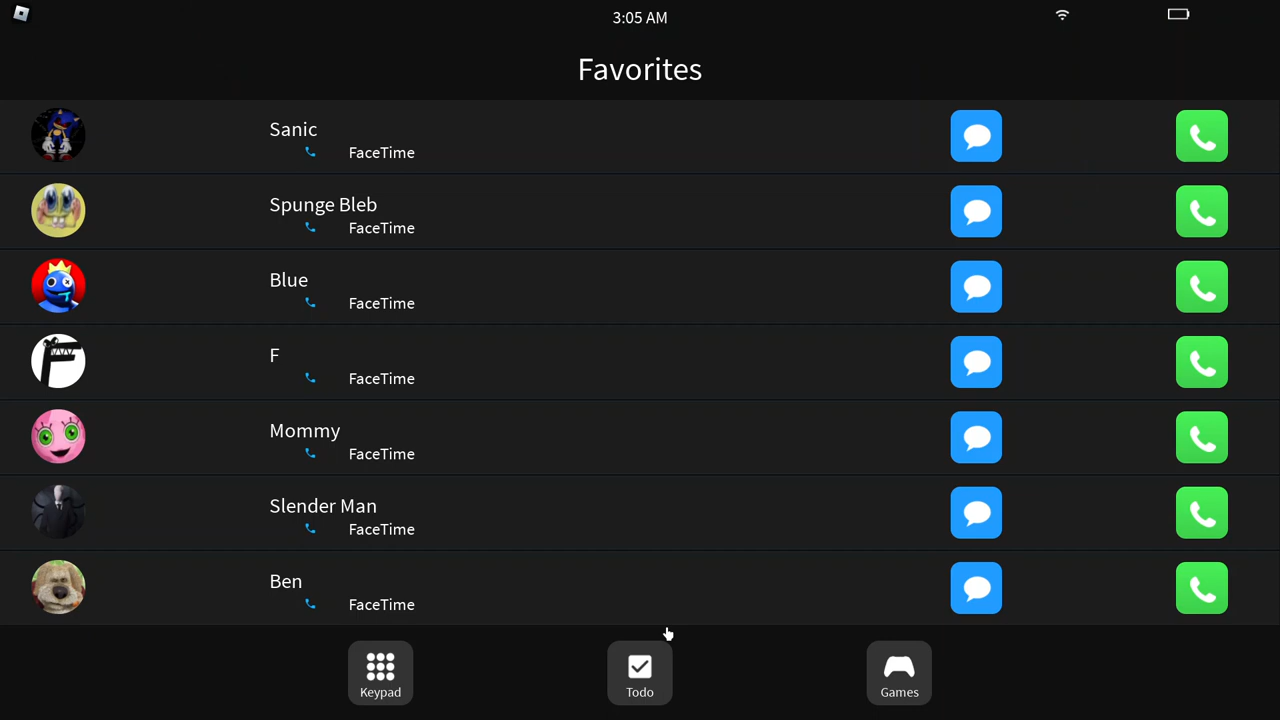 3:05 AM
Favorites
Sanic
FaceTime
Spunge Bleb
FaceTime
Blue
FaceTime
F
FaceTime
Mommy
FaceTime
Slender Man
FaceTime
Ben
FaceTime
Keypad
Todo
Games